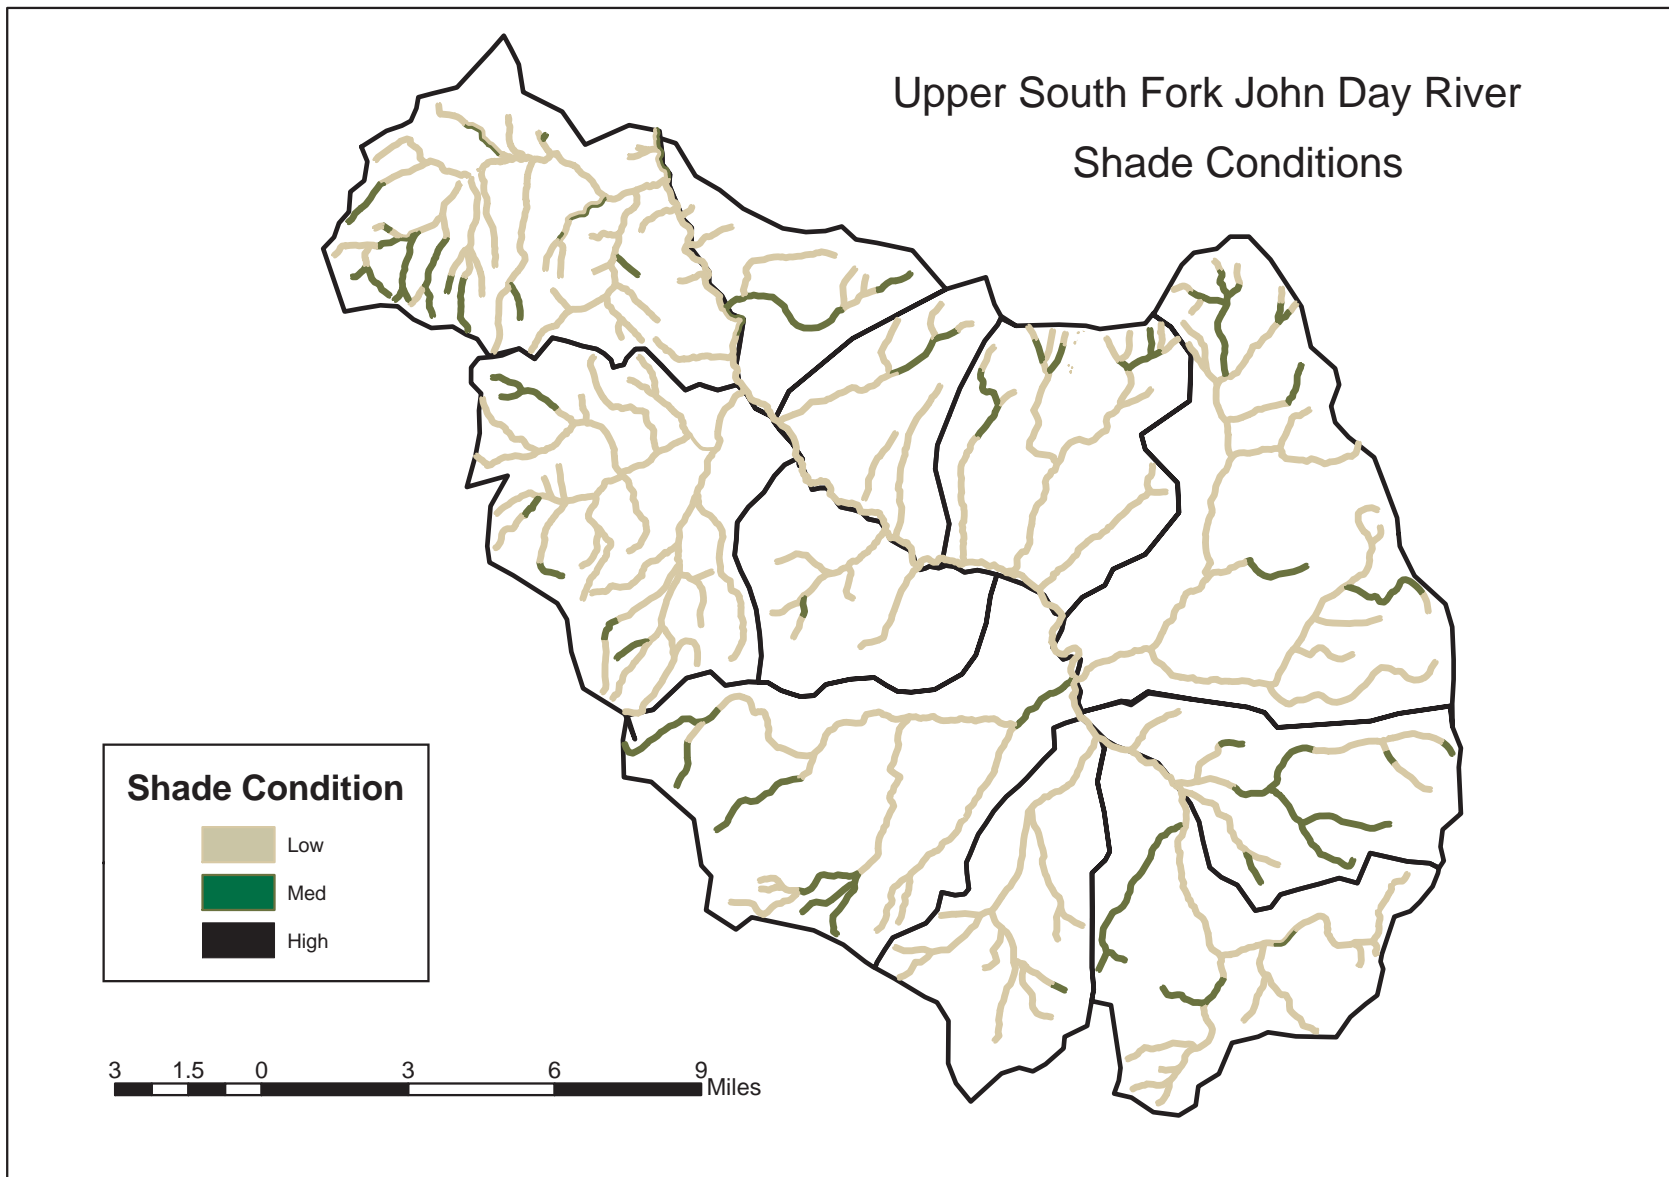 Upper South Fork John Day River
Shade Conditions
Shade Condition
Low
Med
High
3 1.5 0 3 6 9
Miles